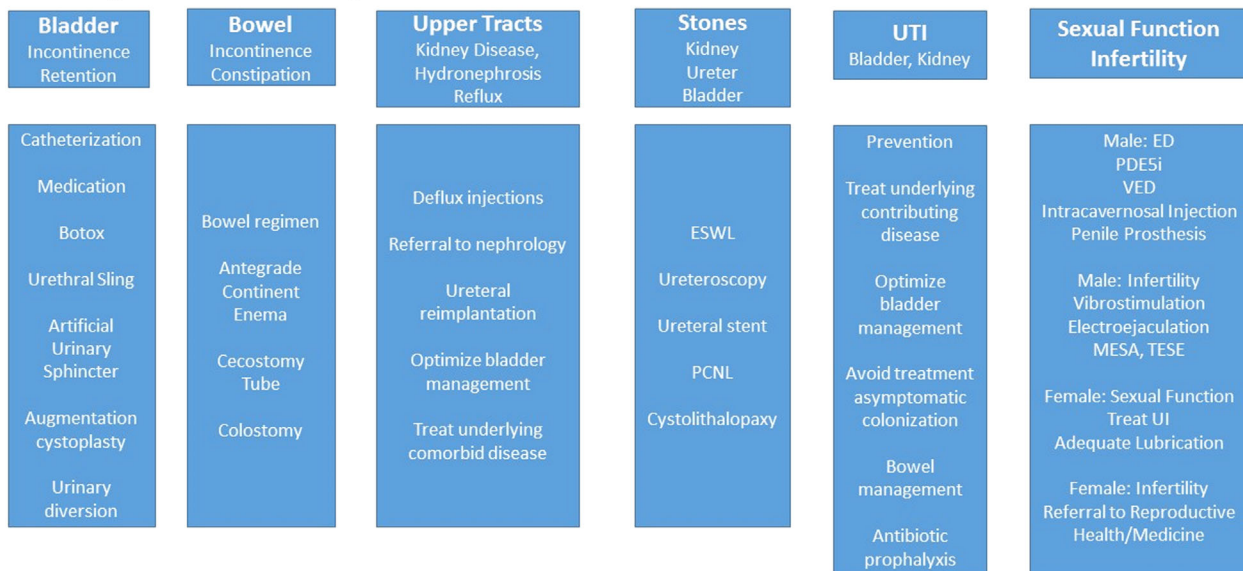 Bladder
Incontinence
Retention
Bowel
Incontinence
Constipation
Upper Tracts
Kidney Disease,
Hydronephrosis
Reflux
Stones
Kidney
Ureter
Bladder
UTI
Bladder, Kidney
Sexual Function
Infertility
Catheterization
Medication
Botox
Urethral Sling
Artificial
Urinary
Sphincter
Augmentation
cystoplasty
Urinary
diversion
Bowel regimen
Antegrade
Continent
Enema
Cecostomy
Tube
Colostomy
Deflux injections
Referral to nephrology
Ureteral
reimplantation
Optimize bladder
management
Treat underlying
comorbid disease
ESWL
Ureteroscopy
Ureteral stent
PCNL
Cystolithalopaxy
Prevention
Treat underlying
contributing
disease
Optimize
bladder
management
Avoid treatment
asymptomatic
colonization
Bowel
management
Antibiotic
prophalyxis
Male: ED
PDE5i
VED
Intracavernosal Injection
Penile Prosthesis
Male: Infertility
Vibrostimulation
Electroejaculation
MESA, TESE
Female: Sexual Function
Treat UI
Adequate Lubrication
Female: Infertility
Referral to Reproductive
Health/Medicine